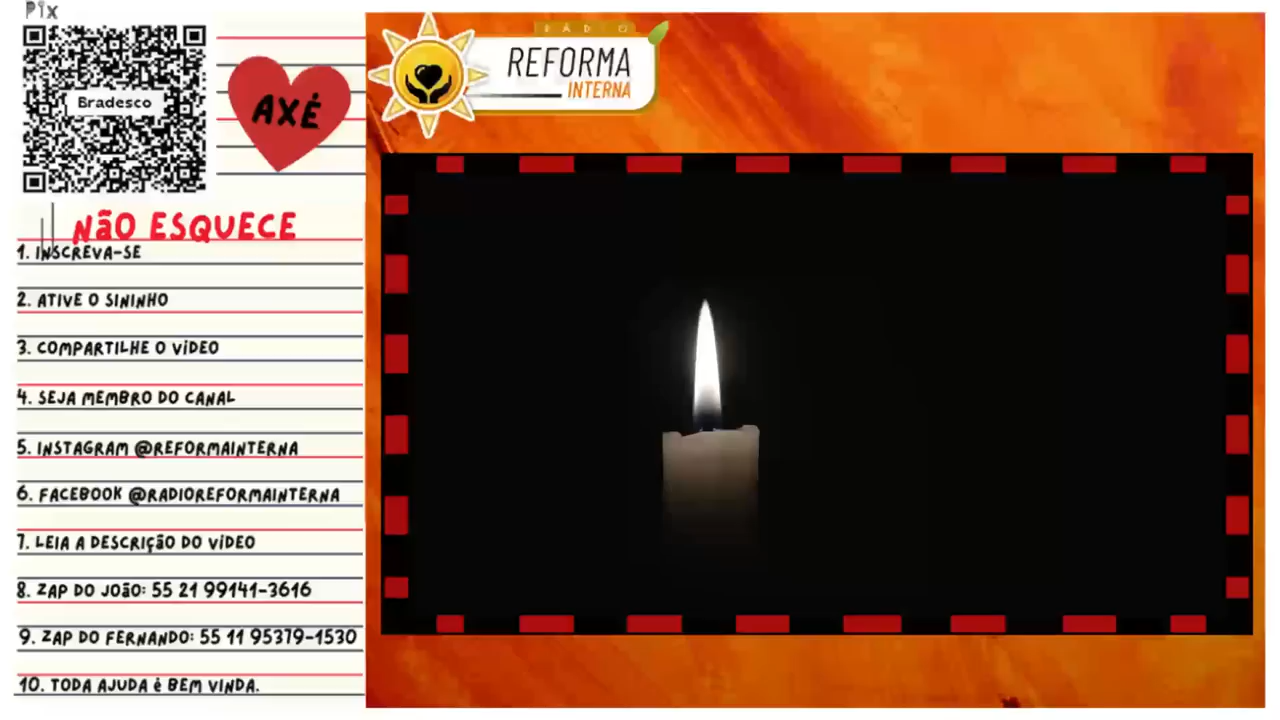 Pix
Bradesco
AXÉ
NÃO ESQUECE
1. INSCREVA-SE
2. ATIVE O SININHO
3. COMPARTILHE O VÍDEO
4. SEJA MEMBRO DO CANAL
5. INSTAGRAM @REFORMAINTERNA
6. FACEBOOK @RADIOREFORMAINTERNA
7. LEIA A DESCRIÇÃO DO VÍDEO
8. ZAP DO JOÃO: 55 21 99141-3616
9. ZAP DO FERNANDO: 55 11 95379-1530
10. TODA AJUDA É BEM VINDA.
RÁDIO
REFORMA
INTERNA